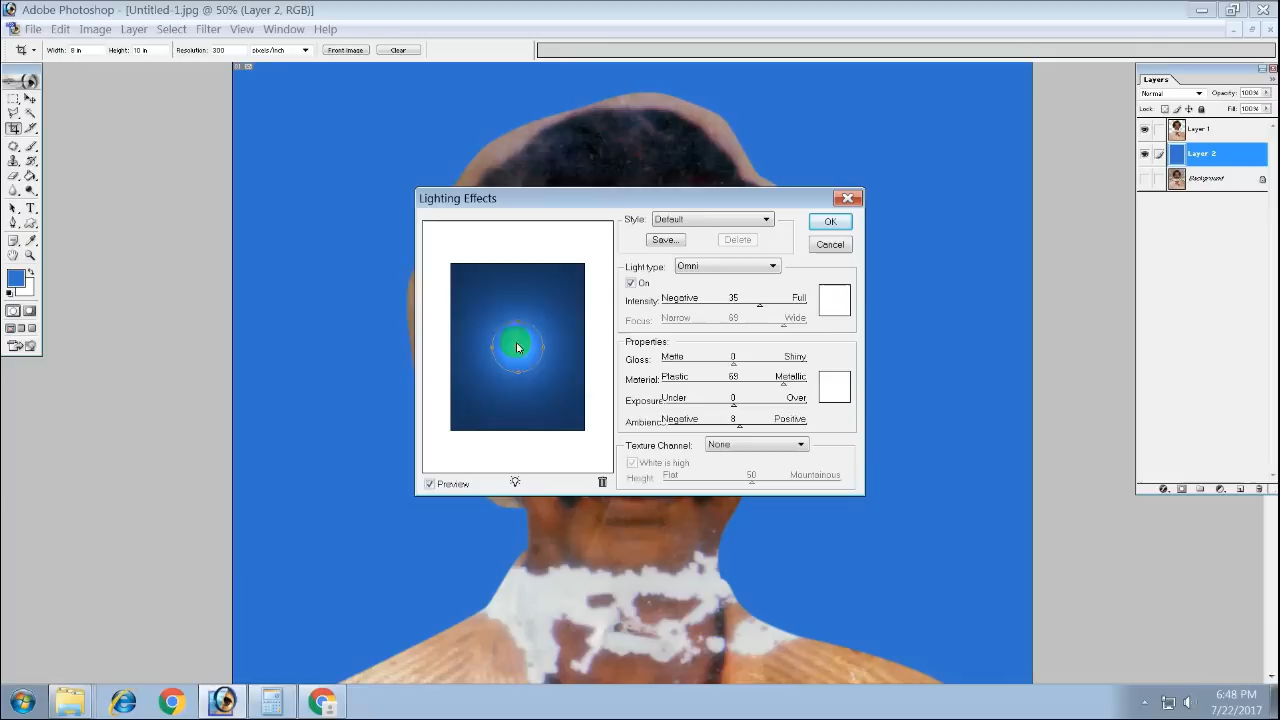 Adobe Photoshop - [Untitled-1.jpg @ 50% (Layer 2, RGB)]
File Edit Image Layer Select Filter View Window Help
Width: 8 in Height: 10 in Resolution: 300 pixels/inch Front Image Clear
Layers
Normal Opacity: 100%
Lock: Fill: 100%
Layer 1
Layer 2
Background
Lighting Effects
Style: Default
OK
Save... Delete
Cancel
Light type: Omni
On
Intensity: Negative 35 Full
Focus: Narrow 69 Wide
Properties:
Gloss: Matte 0 Shiny
Material: Plastic 69 Metallic
Exposure: Under 0 Over
Ambience: Negative 8 Positive
Texture Channel: None
White is high
Height Flat 50 Mountainous
Preview
6:48 PM
7/22/2017